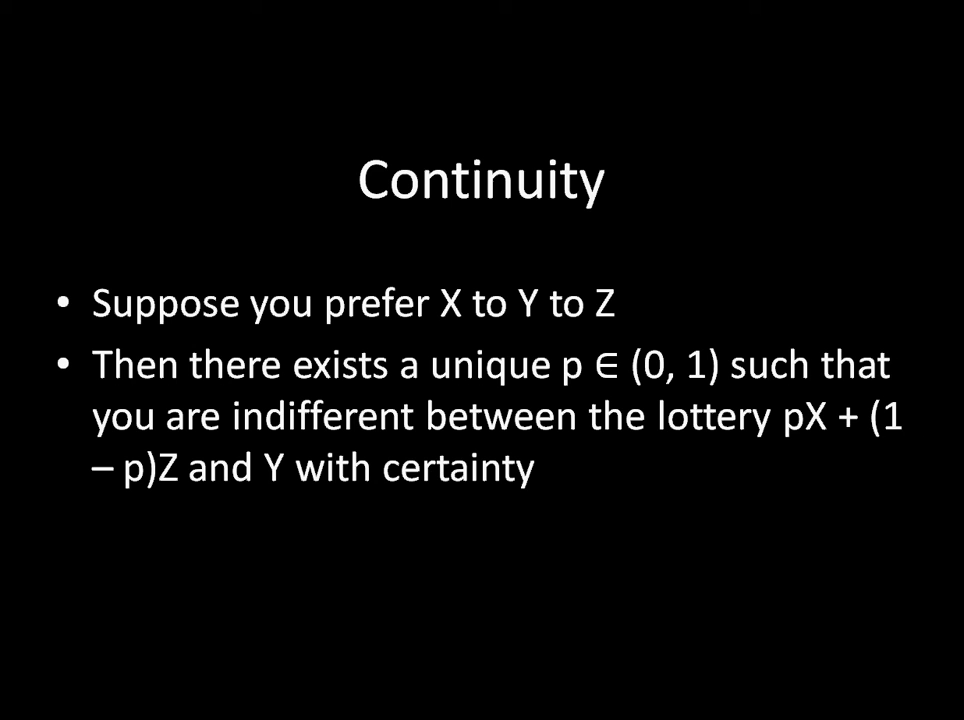 Continuity
• Suppose you prefer X to Y to Z
• Then there exists a unique p ∈ (0, 1) such that
you are indifferent between the lottery pX + (1
– p)Z and Y with certainty